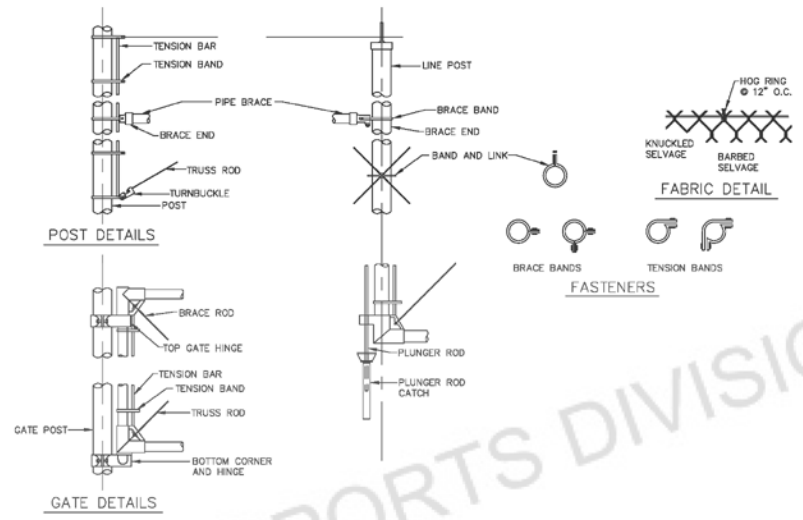 TENSION BAR
TENSION BAND
PIPE BRACE
BRACE END
TRUSS ROD
TURNBUCKLE
POST
POST DETAILS
LINE POST
BRACE BAND
BRACE END
BAND AND LINK
HOG RING
@ 12" O.C.
KNUCKLED
SELVAGE
BARBED
SELVAGE
FABRIC DETAIL
BRACE BANDS
TENSION BANDS
FASTENERS
BRACE ROD
TOP GATE HINGE
TENSION BAR
TENSION BAND
TRUSS ROD
GATE POST
BOTTOM CORNER
AND HINGE
GATE DETAILS
PLUNGER ROD
PLUNGER ROD
CATCH